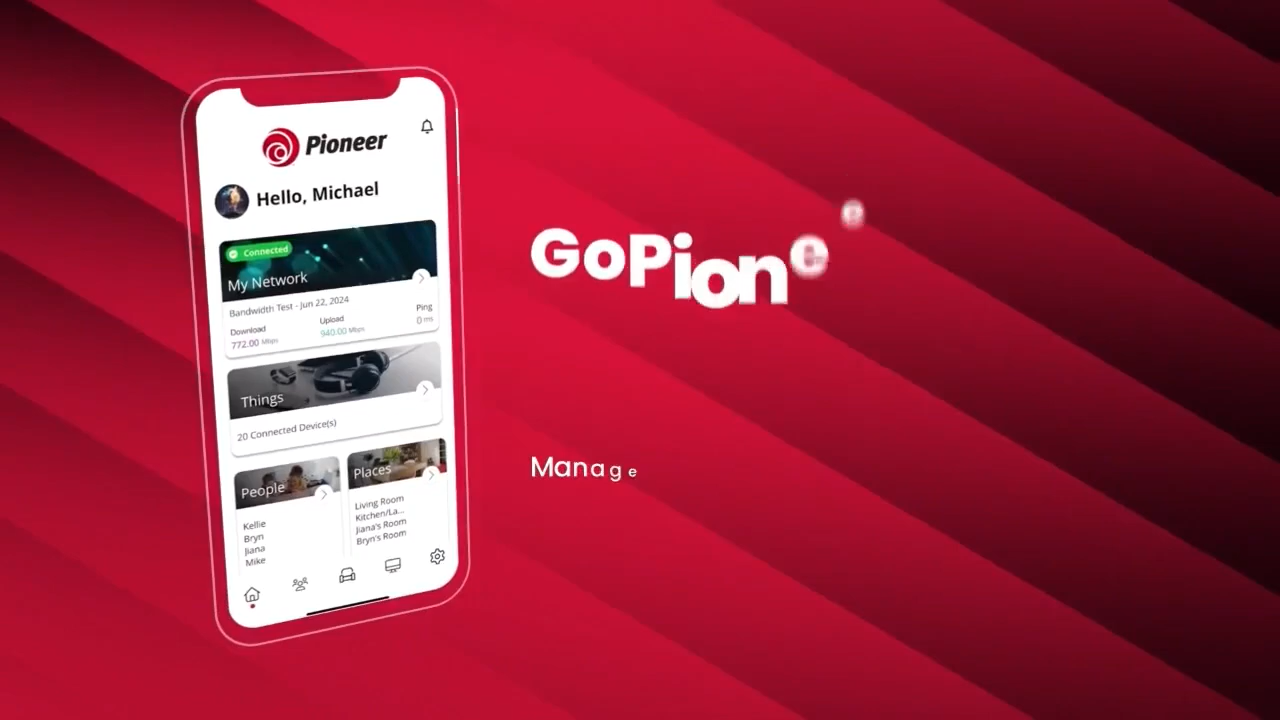 Pioneer
Hello, Michael
Connected
My Network
Bandwidth Test - Jun 22, 2024
Download Upload Ping
772.00 Mbps 940.00 Mbps 0 ms
Things
20 Connected Device(s)
People
Kellie
Bryn
Jiana
Mike
Places
Living Room
Kitchen/La...
Jiana's Room
Bryn's Room
GoPionee
Manage